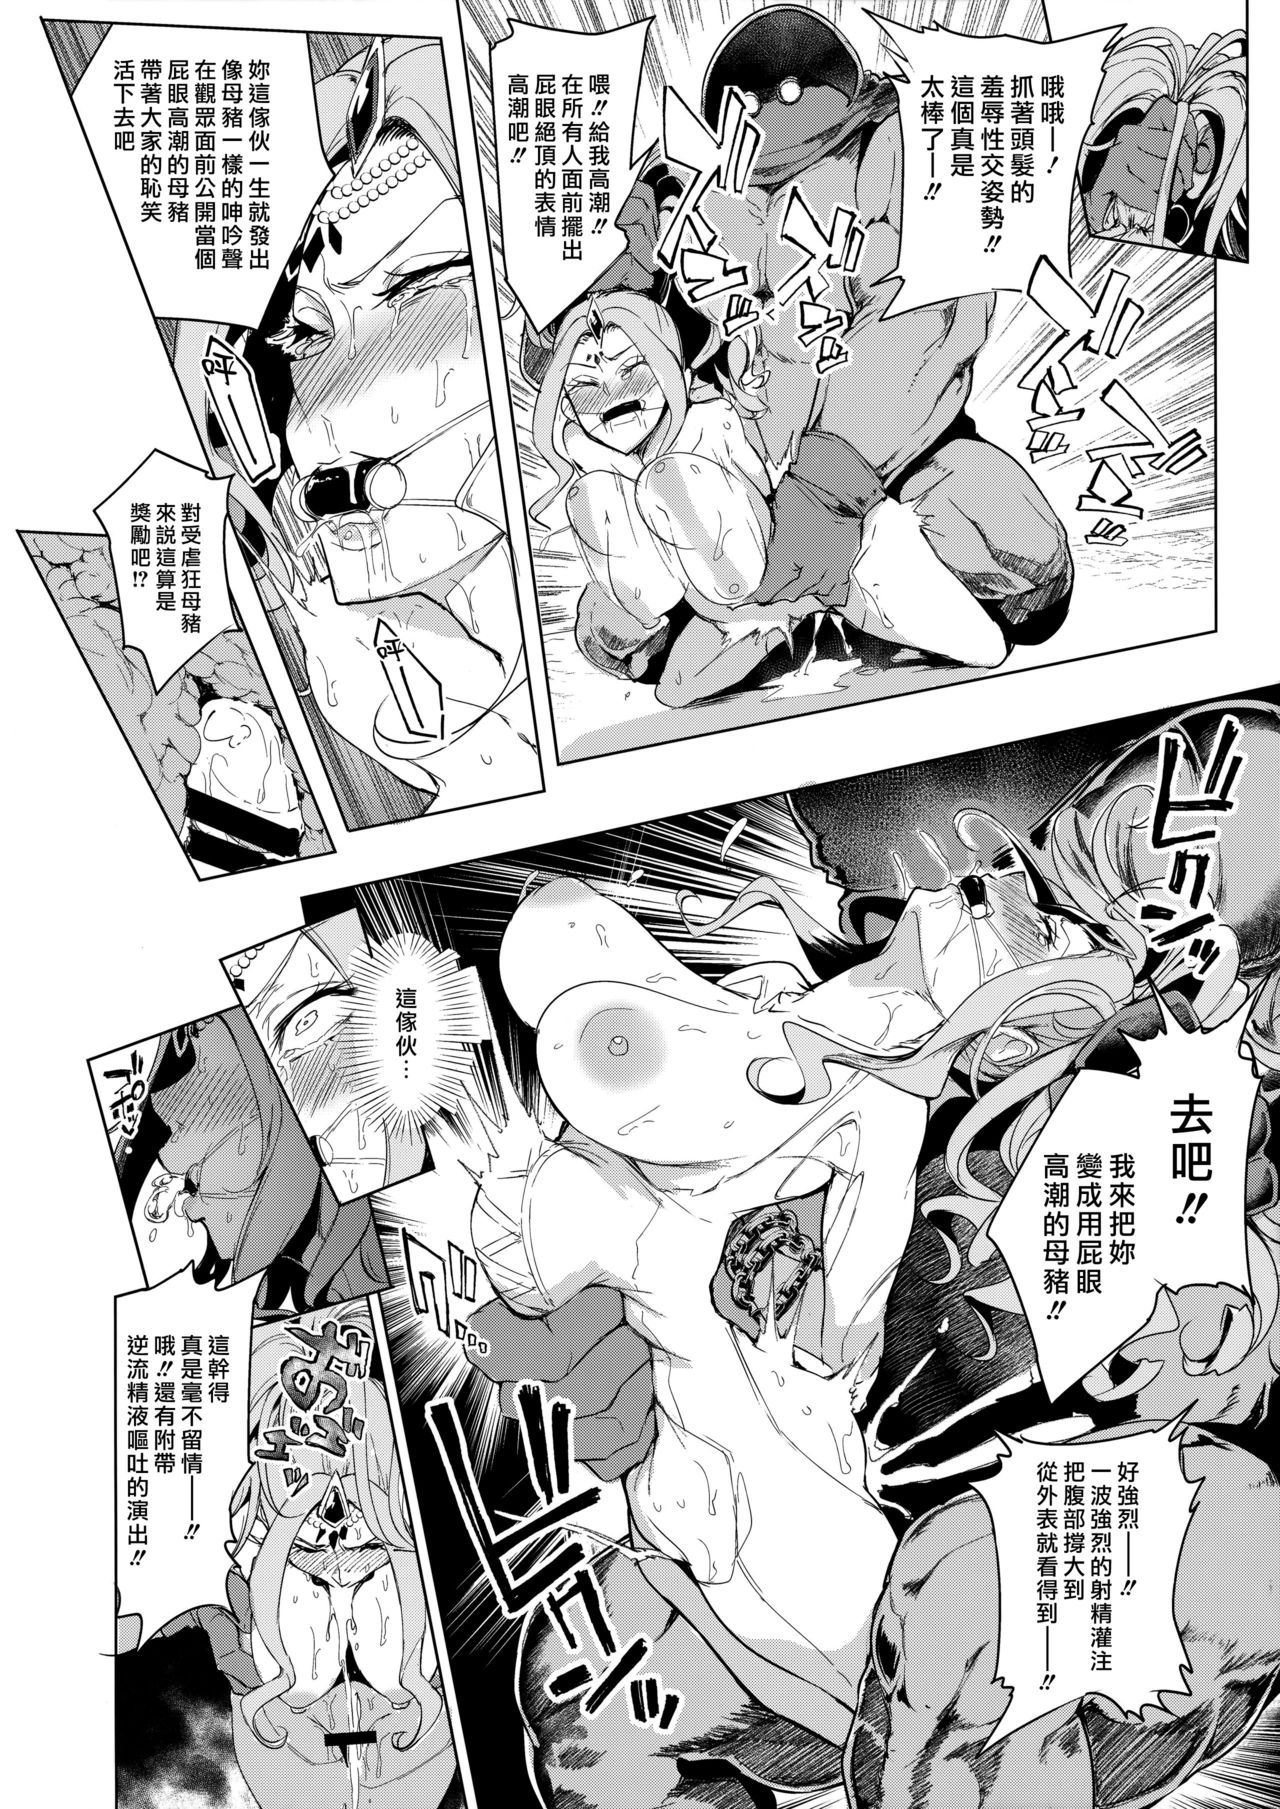 哦哦—！
抓著頭髮的
羞辱性交姿勢!!
這個真是
太棒了—!!
喂!!給我高潮!!
在所有人面前擺出
屁眼絕頂的表情
高潮吧!!
妳這傢伙一生就發出
像母豬一樣的呻吟聲
在觀眾面前公開當個
屁眼高潮的母豬
帶著大家的恥笑
活下去吧
呼—
呼—
對受虐狂母豬
來説這算是
獎勵吧!?
ビクンッ
去吧!!
我來把妳
變成用屁眼
高潮的母豬!!
這傢伙…
好強烈—!!
一波強烈的射精灌注
把腹部撐大到
從外表就看得到—!!
這幹得
真是毫不留情—!!
哦!!還有附帶
逆流精液嘔吐的演出!!